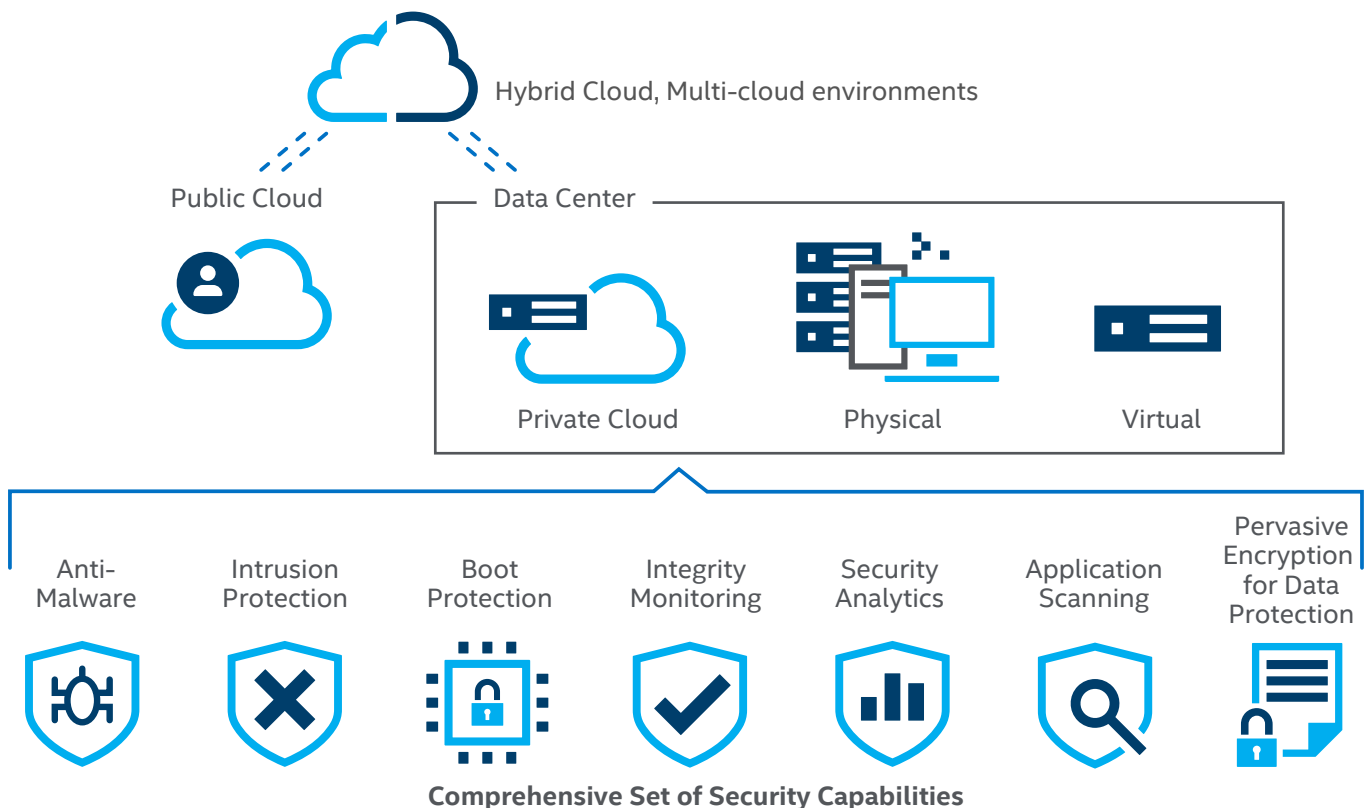 Hybrid Cloud, Multi-cloud environments
Public Cloud
Data Center
Private Cloud
Physical
Virtual
Anti-
Malware
Intrusion
Protection
Boot
Protection
Integrity
Monitoring
Security
Analytics
Application
Scanning
Pervasive
Encryption
for Data
Protection
Comprehensive Set of Security Capabilities